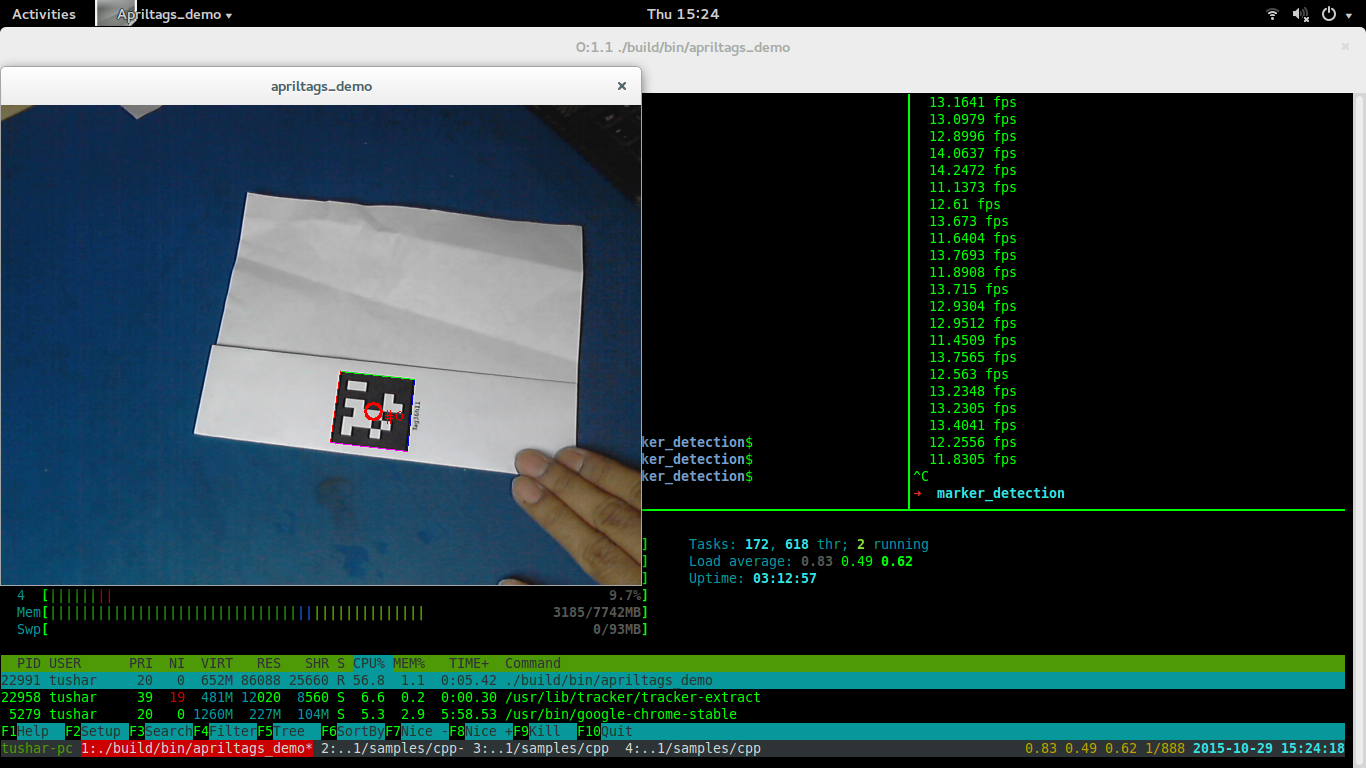 Activities Apriltags_demo Thu 15:24
O:1.1 ./build/bin/apriltags_demo
apriltags_demo
13.1641 fps
13.0979 fps
12.8996 fps
14.0637 fps
14.2472 fps
11.1373 fps
12.61 fps
13.673 fps
11.6404 fps
13.7693 fps
11.8908 fps
13.715 fps
12.9304 fps
12.9512 fps
11.4509 fps
13.7565 fps
12.563 fps
13.2348 fps
13.2305 fps
13.4041 fps
12.2556 fps
11.8305 fps
^C
➜ marker_detection
ker_detection$
ker_detection$
ker_detection$
#0
tag36h11
] Tasks: 172, 618 thr; 2 running
] Load average: 0.83 0.49 0.62
] Uptime: 03:12:57
4 [|||||||| 9.7%]
Mem[||||||||||||||||||||||||||||||||||||||||||||||| 3185/7742MB]
Swp[ 0/93MB]
PID USER PRI NI VIRT RES SHR S CPU% MEM% TIME+ Command
22991 tushar 20 0 652M 86088 25660 R 56.8 1.1 0:05.42 ./build/bin/apriltags_demo
22958 tushar 39 19 481M 12020 8560 S 6.6 0.2 0:00.30 /usr/lib/tracker/tracker-extract
5279 tushar 20 0 1260M 227M 104M S 5.3 2.9 5:58.53 /usr/bin/google-chrome-stable
F1Help F2Setup F3SearchF4FilterF5Tree F6SortByF7Nice -F8Nice +F9Kill F10Quit
tushar-pc 1:./build/bin/apriltags_demo* 2:..1/samples/cpp- 3:..1/samples/cpp 4:..1/samples/cpp 0.83 0.49 0.62 1/888 2015-10-29 15:24:18